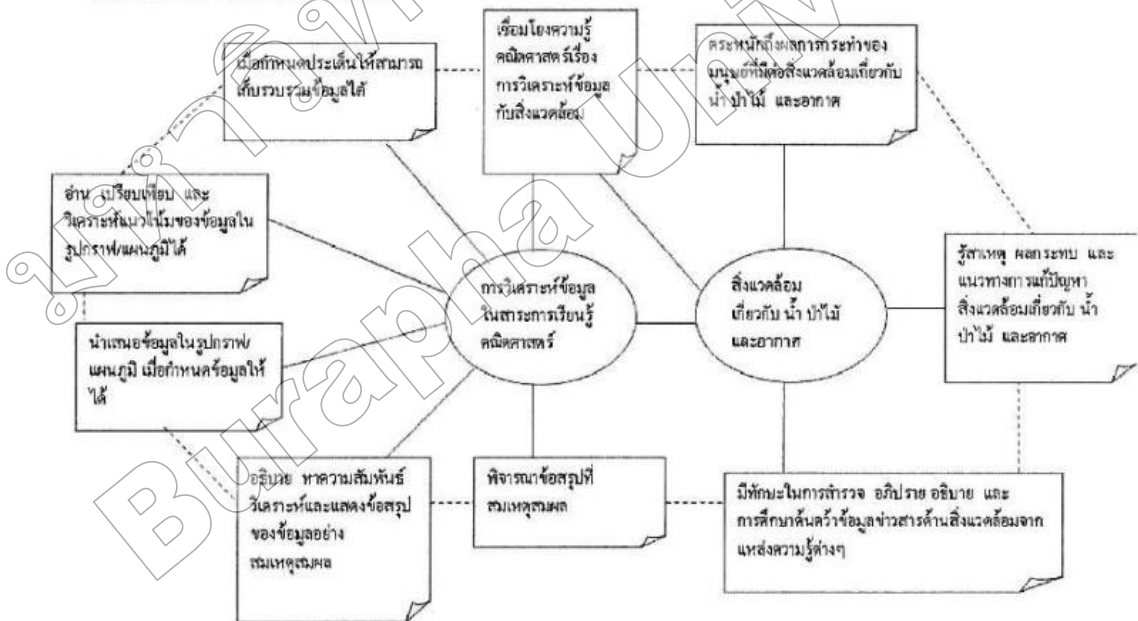 เมื่อกำหนดประเด็นให้สามารถ
เก็บรวบรวมข้อมูลได้
เชื่อมโยงความรู้
คณิตศาสตร์เรื่อง
การวิเคราะห์ข้อมูล
กับสิ่งแวดล้อม
ตระหนักถึงผลการกระทำของ
มนุษย์ที่มีต่อสิ่งแวดล้อมเกี่ยวกับ
น้ำ ป่าไม้ และอากาศ
อ่าน เปรียบเทียบ และ
วิเคราะห์แนวโน้มของข้อมูลใน
รูปกราฟ/แผนภูมิได้
การวิเคราะห์ข้อมูล
ในสาระการเรียนรู้
คณิตศาสตร์
สิ่งแวดล้อม
เกี่ยวกับ น้ำ ป่าไม้
และอากาศ
รู้สาเหตุ ผลกระทบ และ
แนวทางการแก้ปัญหา
สิ่งแวดล้อมเกี่ยวกับ น้ำ
ป่าไม้ และอากาศ
นำเสนอข้อมูลในรูปกราฟ/
แผนภูมิ เมื่อกำหนดข้อมูลให้
ได้
อธิบาย หาความสัมพันธ์
วิเคราะห์และแสดงข้อสรุป
ของข้อมูลอย่าง
สมเหตุสมผล
พิจารณาข้อสรุปที่
สมเหตุสมผล
มีทักษะในการสำรวจ อภิปราย อธิบาย และ
การศึกษาค้นคว้าข้อมูลข่าวสารด้านสิ่งแวดล้อมจาก
แหล่งความรู้ต่างๆ
Burapha Univ